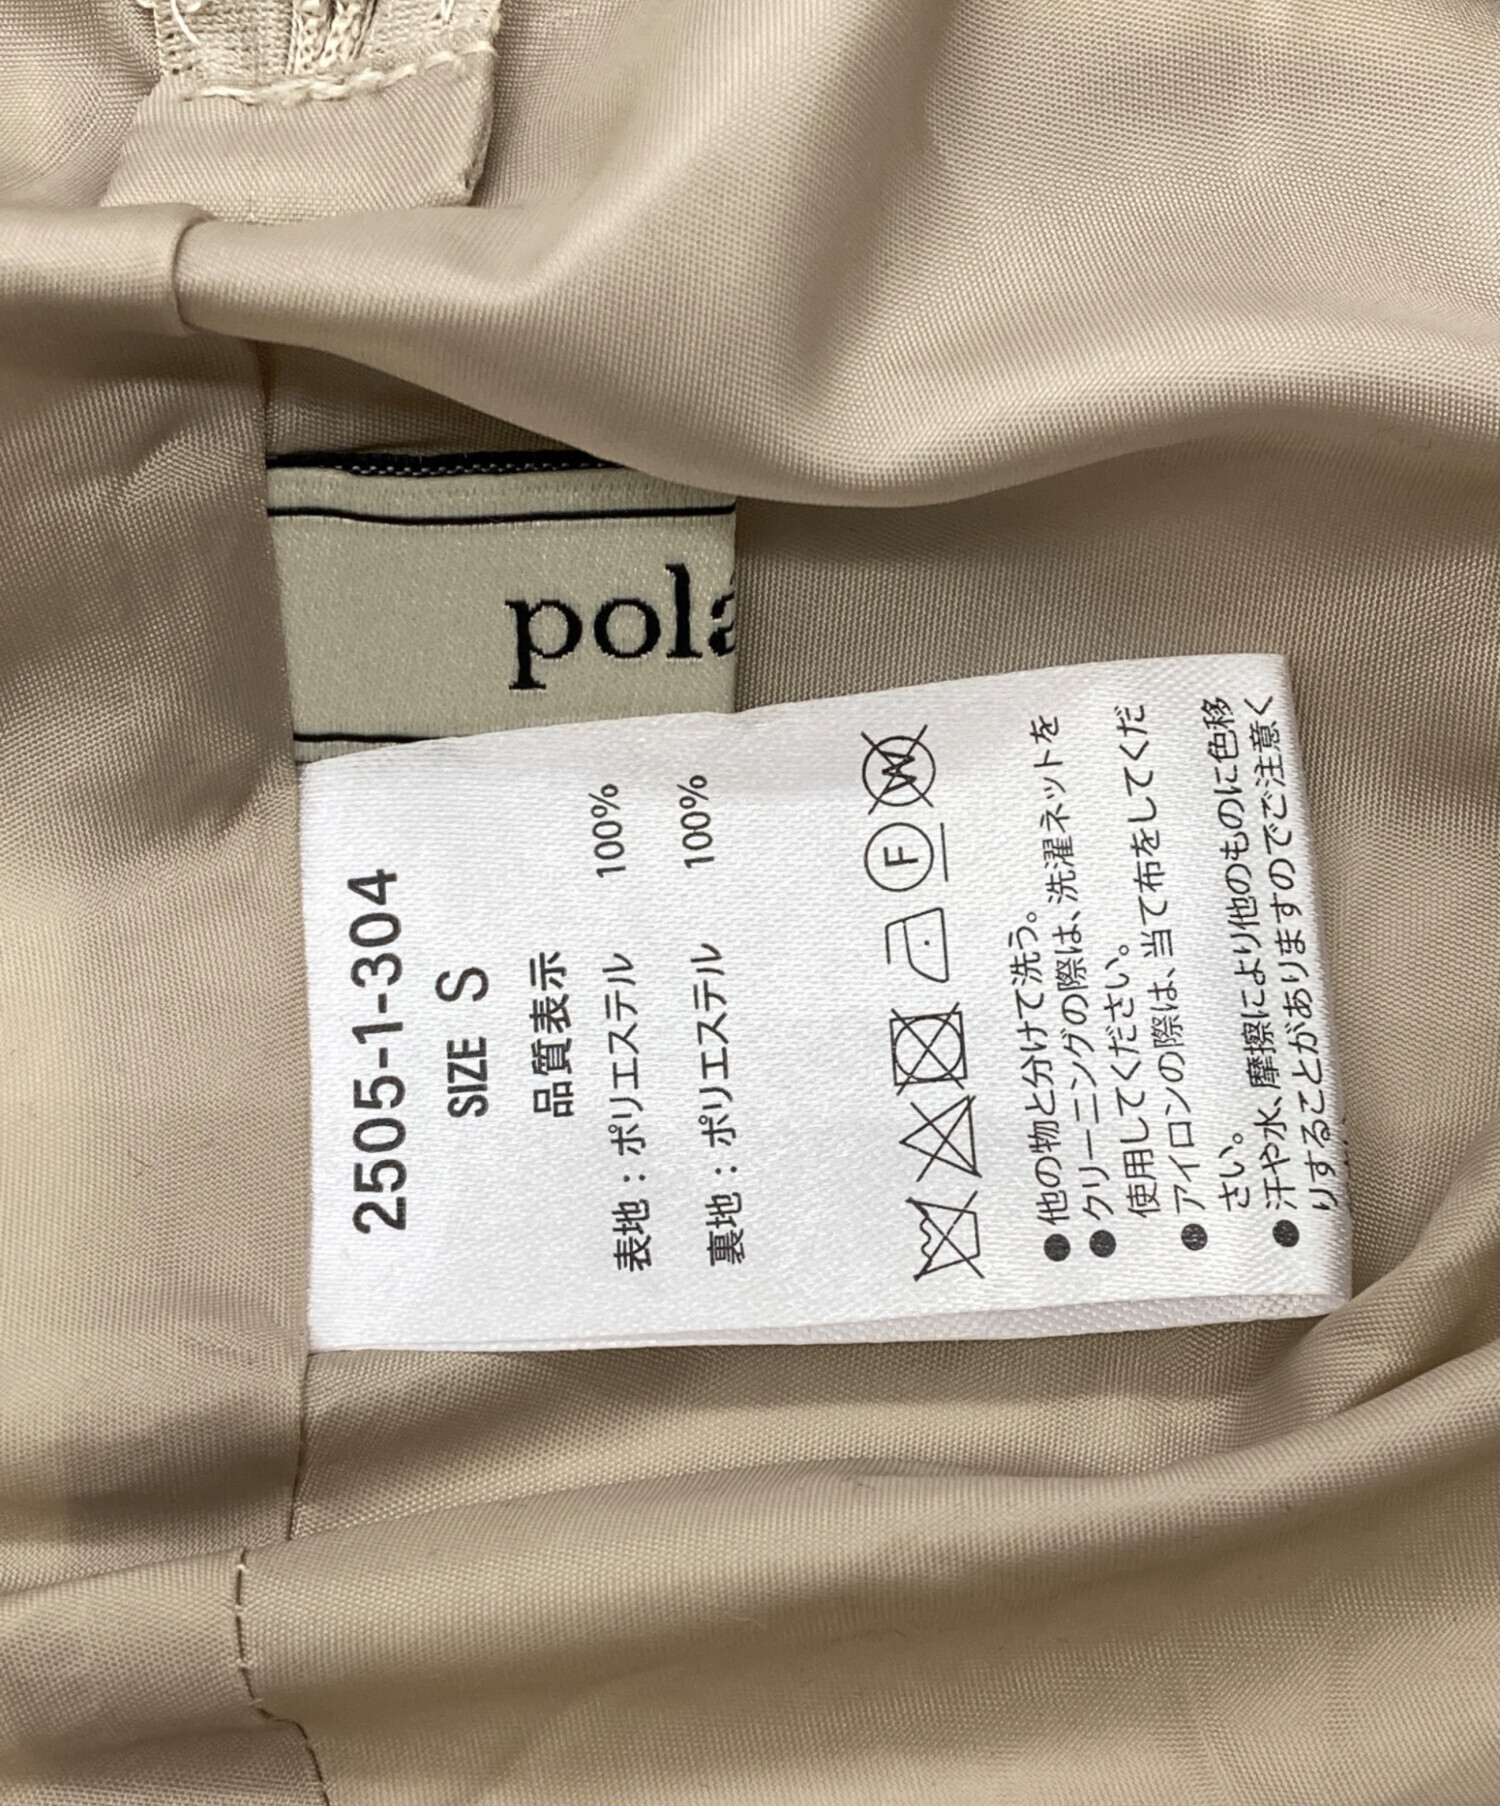 pola
2505-1-304
SIZE S
品質表示
表地：ポリエステル 100%
裏地：ポリエステル 100%
F
W
●他の物と分けて洗う。
●クリーニングの際は、洗濯ネットを
使用してください。
●アイロンの際は、当て布をしてくだ
さい。
●汗や水、摩擦により他のものに色移
りすることがありますのでご注意く